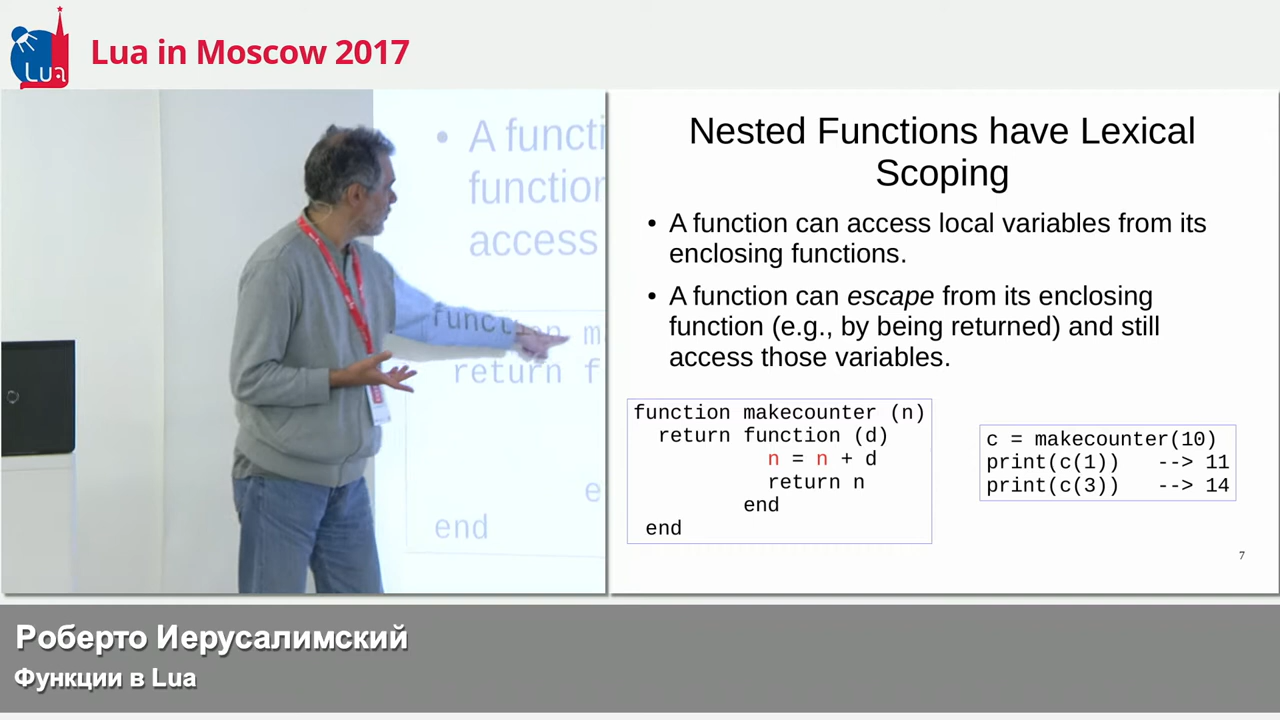 Lua in Moscow 2017
Lua
• A functi
function
access
function m
return f
e
end
Nested Functions have Lexical
Scoping
• A function can access local variables from its
enclosing functions.
• A function can escape from its enclosing
function (e.g., by being returned) and still
access those variables.
function makecounter (n)
return function (d)
n = n + d
return n
end
end
c = makecounter(10)
print(c(1)) --> 11
print(c(3)) --> 14
7
Роберто Иерусалимский
Функции в Lua